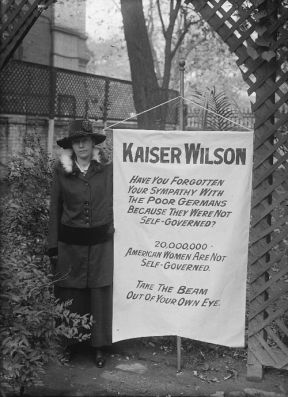 KAISER WILSON
HAVE YOU FORGOTTEN
YOUR SYMPATHY WITH
THE POOR GERMANS
BECAUSE THEY WERE NOT
SELF-GOVERNED?
20,000,000
AMERICAN WOMEN ARE NOT
SELF-GOVERNED.
TAKE THE BEAM
OUT OF YOUR OWN EYE.